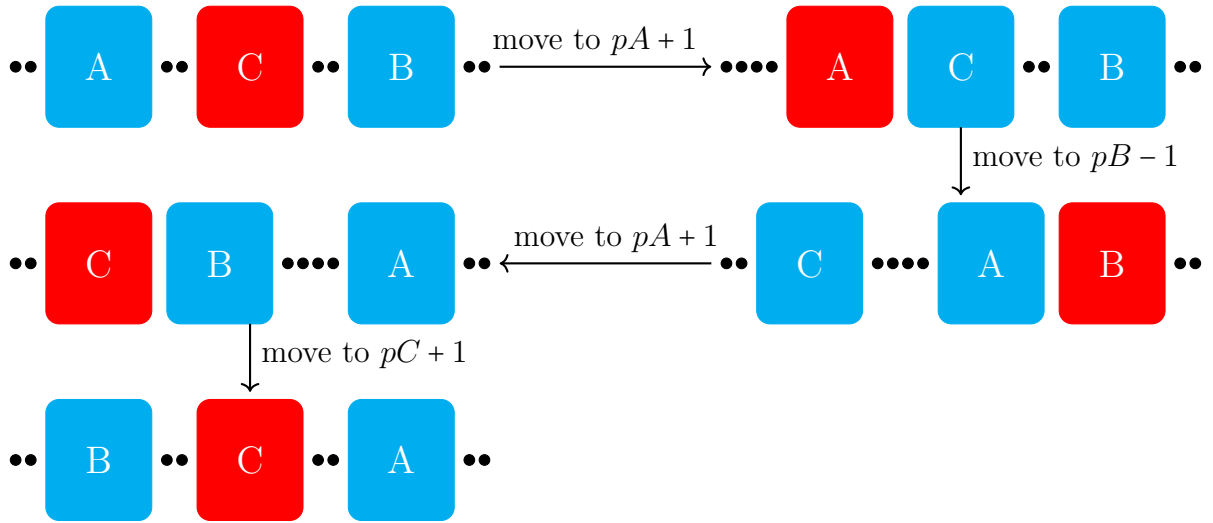 A C B move to pA + 1 A C B
move to pB − 1
C B A move to pA + 1 C A B
move to pC + 1
B C A